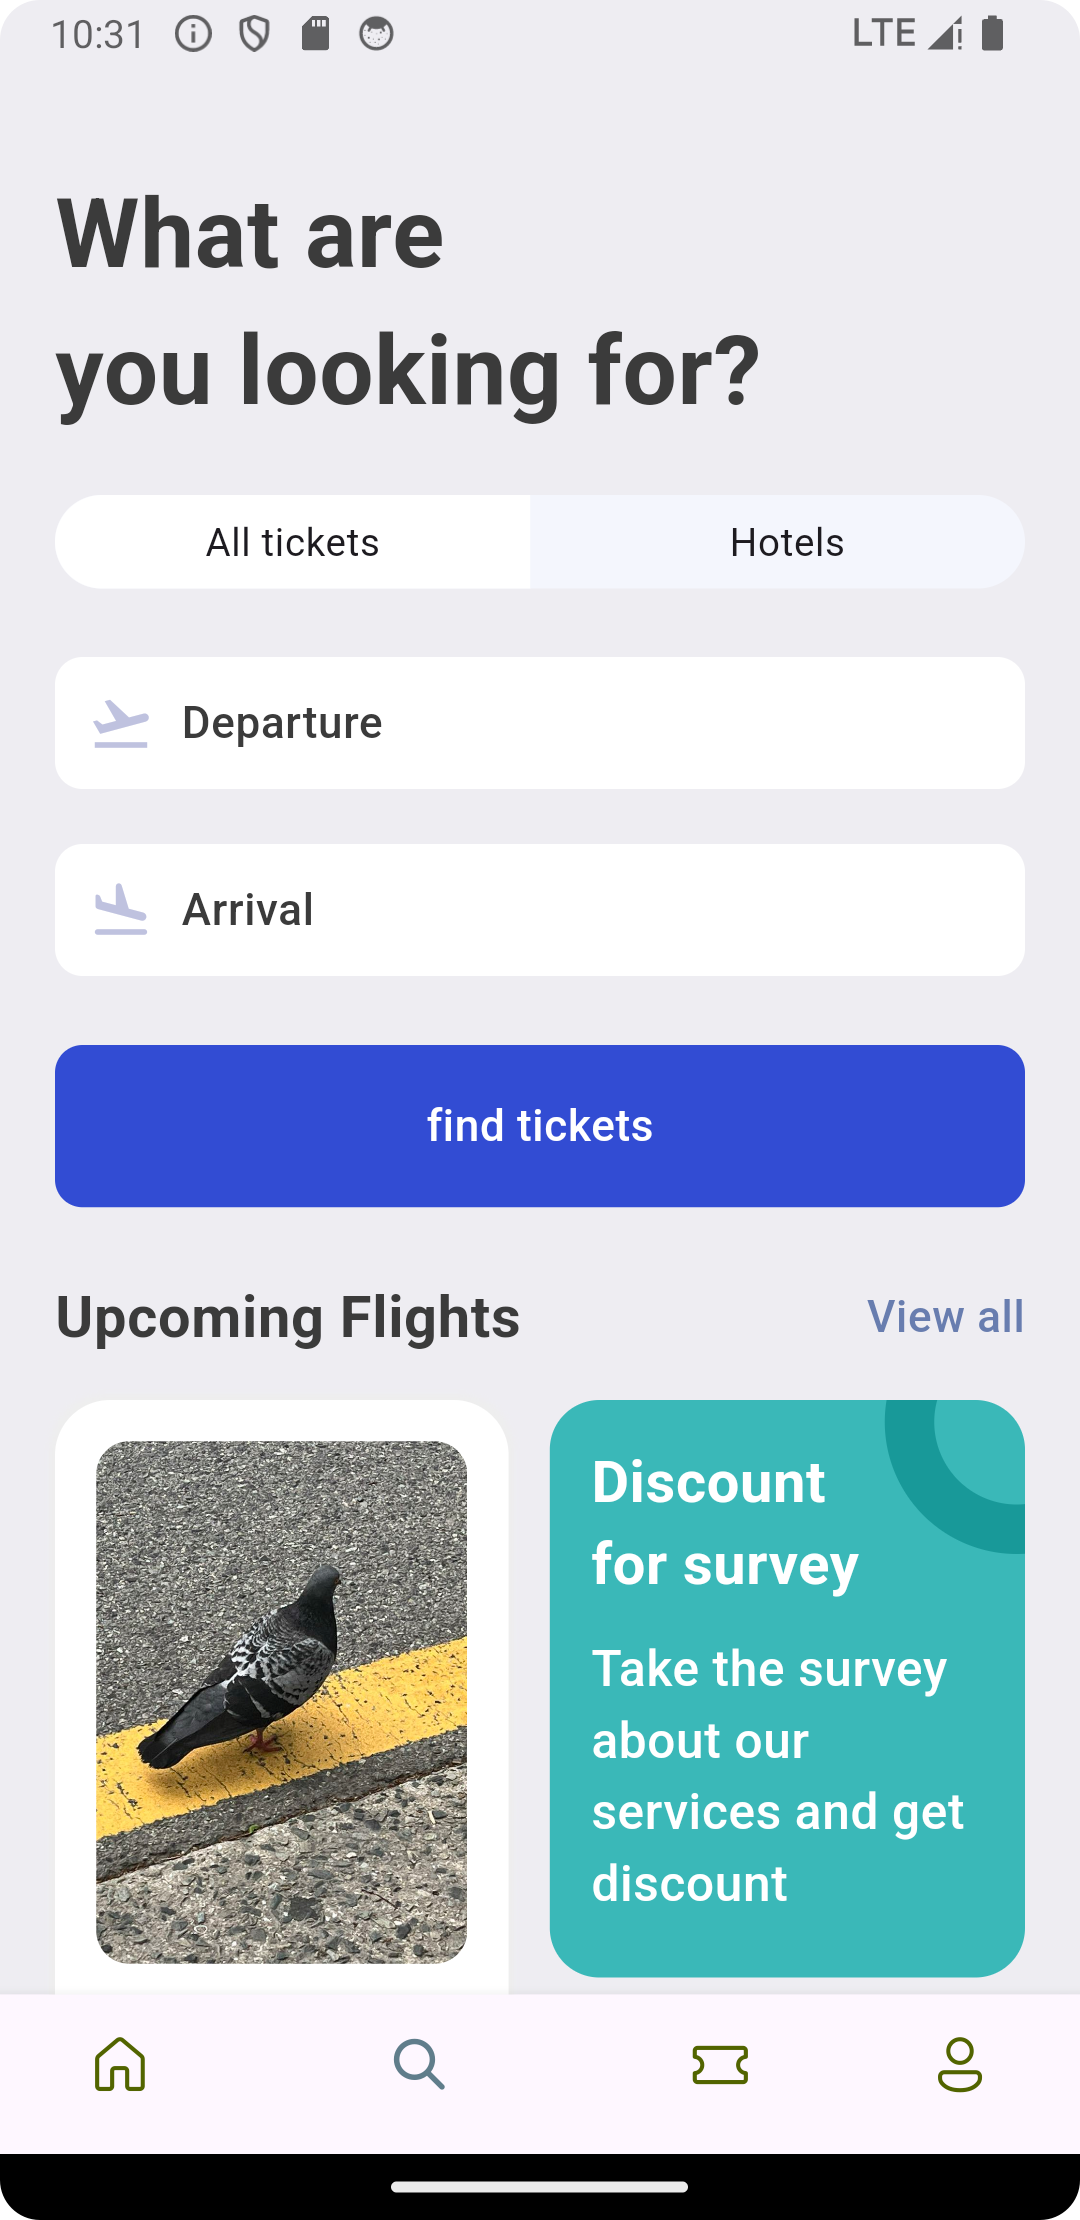 10:31
LTE
What are
you looking for?
All tickets
Hotels
Departure
Arrival
find tickets
Upcoming Flights
View all
Discount
for survey
Take the survey
about our
services and get
discount